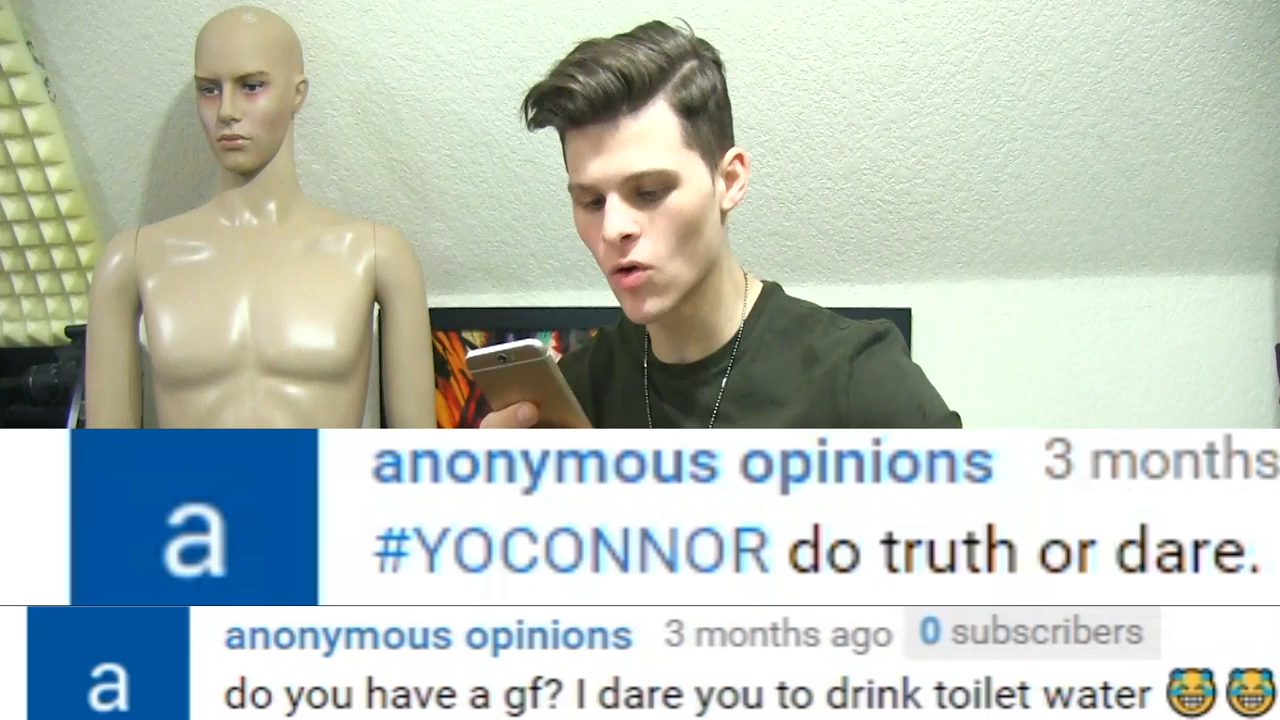 a
anonymous opinions 3 months
#YOCONNOR do truth or dare.
a
anonymous opinions 3 months ago 0 subscribers
do you have a gf? I dare you to drink toilet water 😹😹